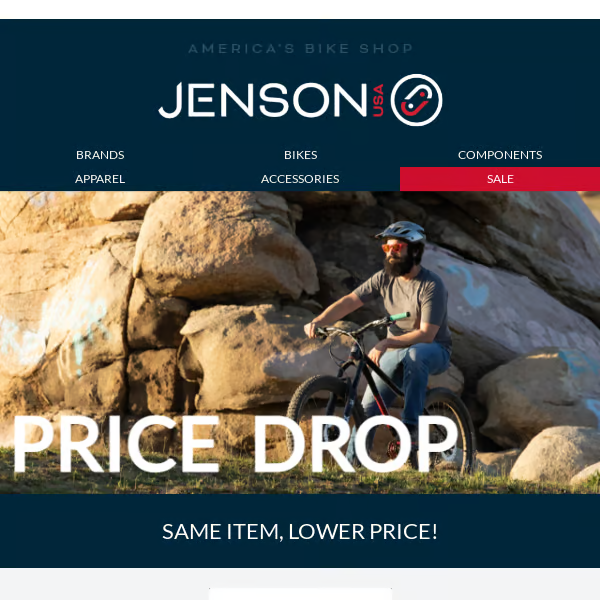 AMERICA'S BIKE SHOP
JENSON USA
BRANDS BIKES COMPONENTS
APPAREL ACCESSORIES SALE
PRICE DROP
SAME ITEM, LOWER PRICE!